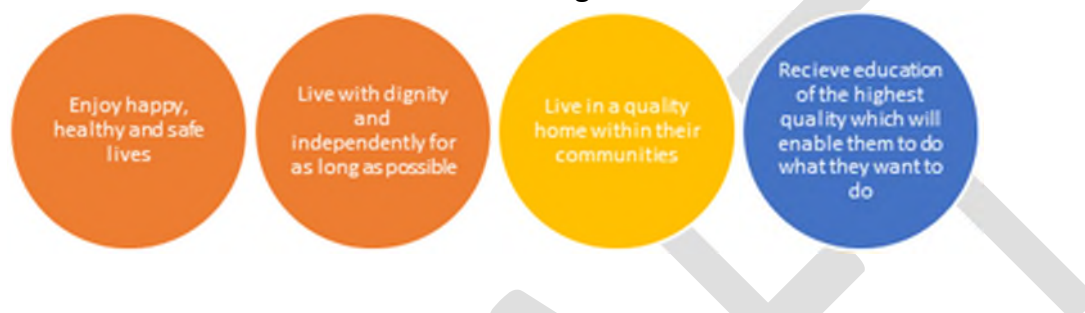 Enjoy happy,
healthy and safe
lives
Live with dignity
and
independently for
as long as possible
Live in a quality
home within their
communities
Recieve education
of the highest
quality which will
enable them to do
what they want to
do